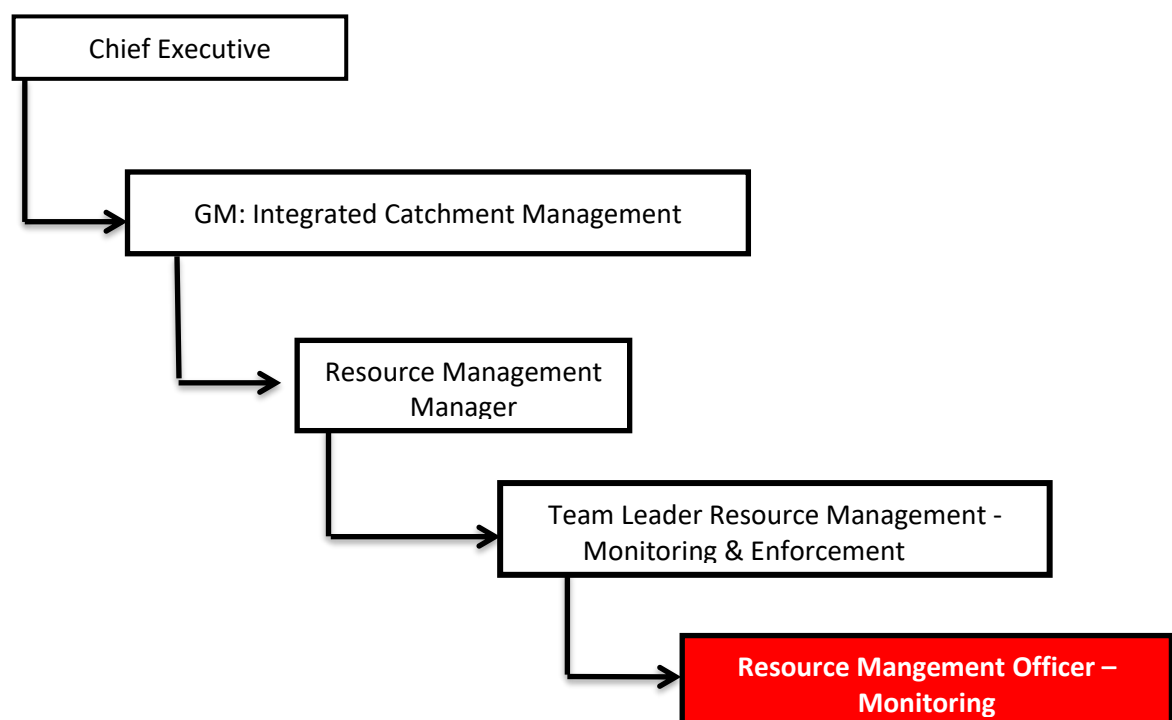 Chief Executive
GM: Integrated Catchment Management
Resource Management
Manager
Team Leader Resource Management -
Monitoring & Enforcement
Resource Mangement Officer –
Monitoring